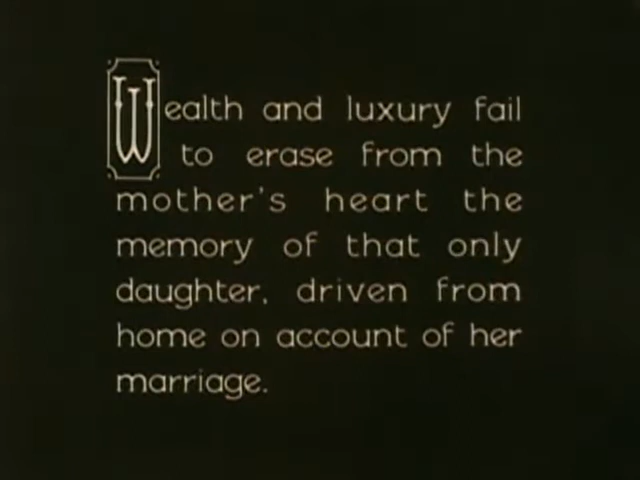 Wealth and luxury fail
to erase from the
mother's heart the
memory of that only
daughter, driven from
home on account of her
marriage.